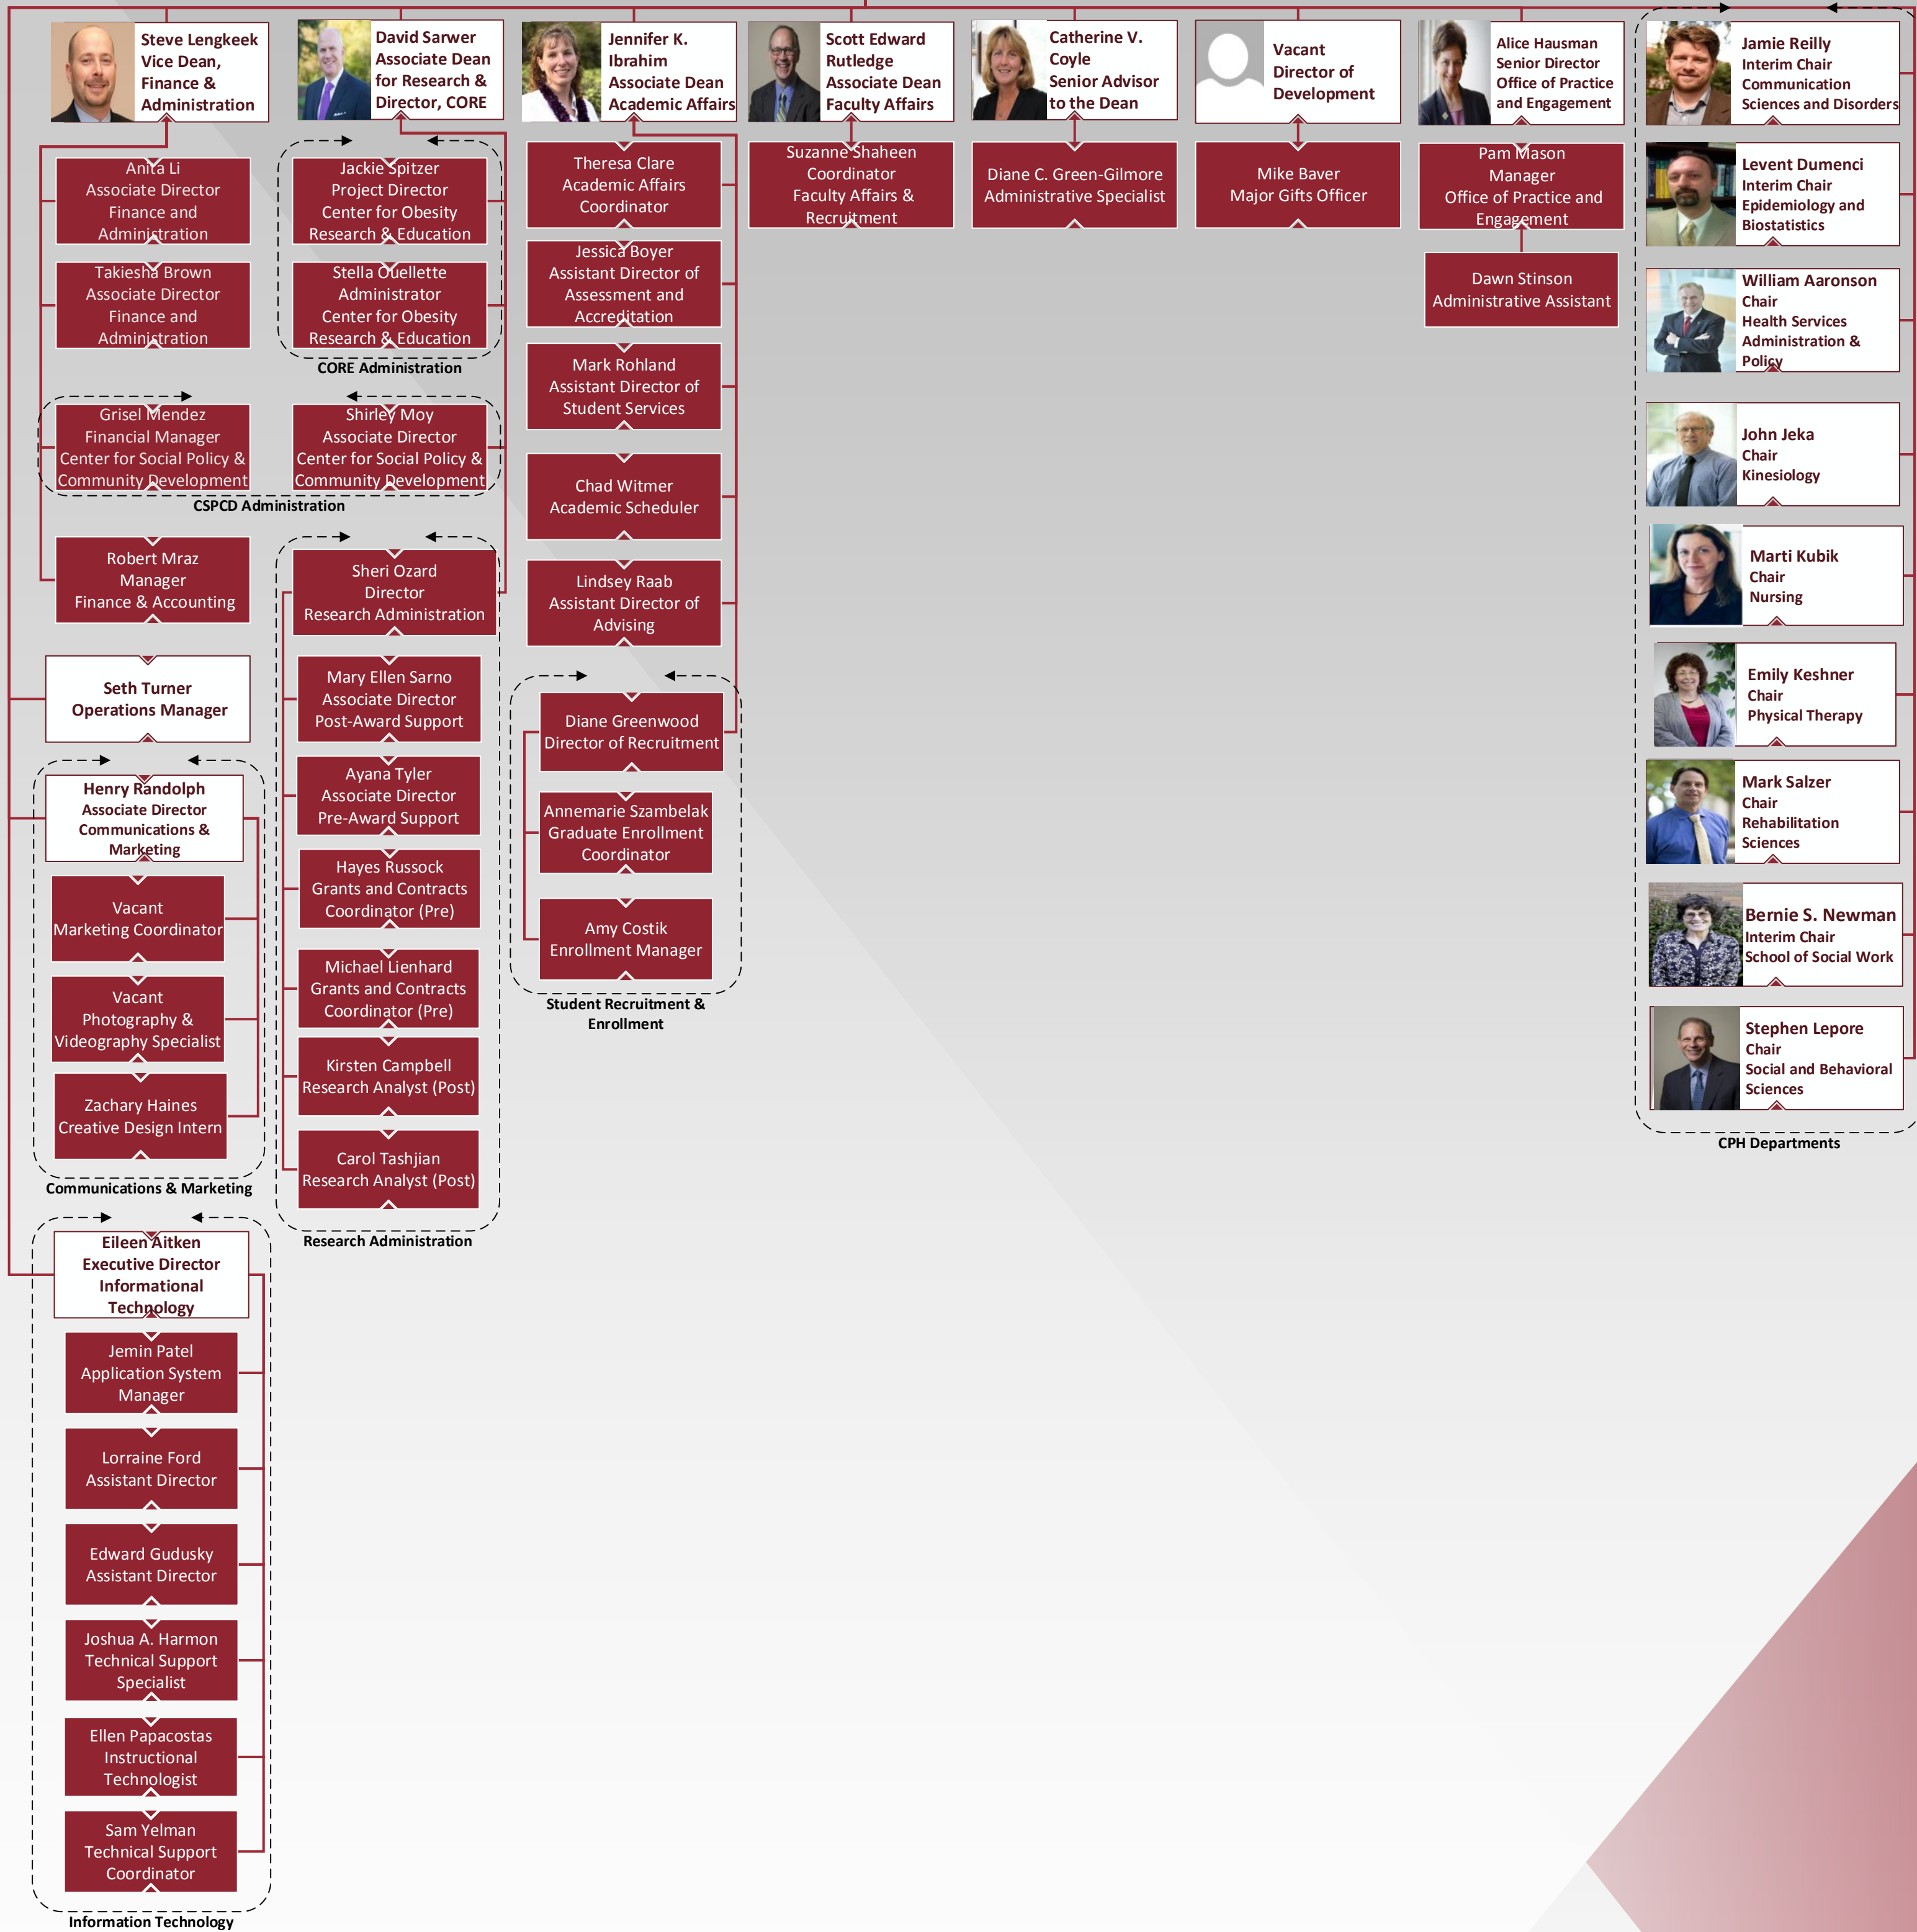 Steve Lengkeek
Vice Dean,
Finance &
Administration
Anita Li
Associate Director
Finance and
Administration
Takiesha Brown
Associate Director
Finance and
Administration
Grisel Mendez
Financial Manager
Center for Social Policy &
Community Development
Robert Mraz
Manager
Finance & Accounting
Seth Turner
Operations Manager
Henry Randolph
Associate Director
Communications &
Marketing
Vacant
Marketing Coordinator
Vacant
Photography &
Videography Specialist
Zachary Haines
Creative Design Intern
Communications & Marketing
Eileen Aitken
Executive Director
Informational
Technology
Jemin Patel
Application System
Manager
Lorraine Ford
Assistant Director
Edward Gudusky
Assistant Director
Joshua A. Harmon
Technical Support
Specialist
Ellen Papacostas
Instructional
Technologist
Sam Yelman
Technical Support
Coordinator
Information Technology
David Sarwer
Associate Dean
for Research &
Director, CORE
Jackie Spitzer
Project Director
Center for Obesity
Research & Education
Stella Ouellette
Administrator
Center for Obesity
Research & Education
CORE Administration
Shirley Moy
Associate Director
Center for Social Policy &
Community Development
CSPCD Administration
Sheri Ozard
Director
Research Administration
Mary Ellen Sarno
Associate Director
Post-Award Support
Ayana Tyler
Associate Director
Pre-Award Support
Hayes Russock
Grants and Contracts
Coordinator (Pre)
Michael Lienhard
Grants and Contracts
Coordinator (Pre)
Kirsten Campbell
Research Analyst (Post)
Carol Tashjian
Research Analyst (Post)
Research Administration
Jennifer K.
Ibrahim
Associate Dean
Academic Affairs
Theresa Clare
Academic Affairs
Coordinator
Jessica Boyer
Assistant Director of
Assessment and
Accreditation
Mark Rohland
Assistant Director of
Student Services
Chad Witmer
Academic Scheduler
Lindsey Raab
Assistant Director of
Advising
Diane Greenwood
Director of Recruitment
Annemarie Szambelak
Graduate Enrollment
Coordinator
Amy Costik
Enrollment Manager
Student Recruitment &
Enrollment
Scott Edward
Rutledge
Associate Dean
Faculty Affairs
Suzanne Shaheen
Coordinator
Faculty Affairs &
Recruitment
Catherine V.
Coyle
Senior Advisor
to the Dean
Diane C. Green-Gilmore
Administrative Specialist
Vacant
Director of
Development
Mike Baver
Major Gifts Officer
Alice Hausman
Senior Director
Office of Practice
and Engagement
Pam Mason
Manager
Office of Practice and
Engagement
Dawn Stinson
Administrative Assistant
Jamie Reilly
Interim Chair
Communication
Sciences and Disorders
Levent Dumenci
Interim Chair
Epidemiology and
Biostatistics
William Aaronson
Chair
Health Services
Administration &
Policy
John Jeka
Chair
Kinesiology
Marti Kubik
Chair
Nursing
Emily Keshner
Chair
Physical Therapy
Mark Salzer
Chair
Rehabilitation
Sciences
Bernie S. Newman
Interim Chair
School of Social Work
Stephen Lepore
Chair
Social and Behavioral
Sciences
CPH Departments